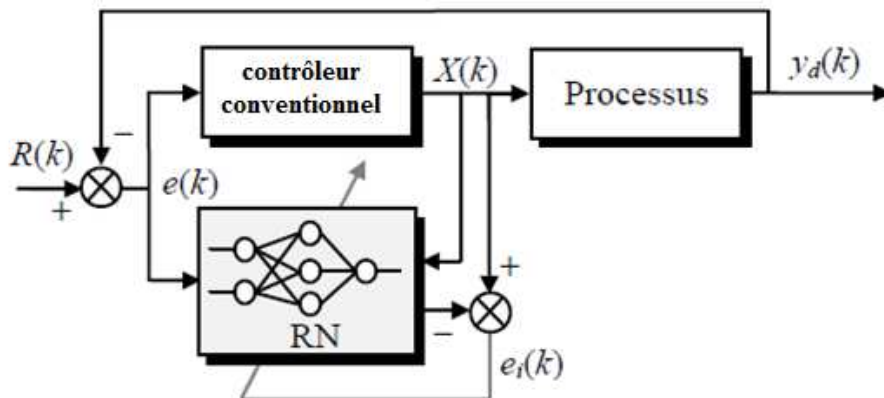 contrôleur
conventionnel
X(k)
Processus
y_d(k)
−
R(k)
+
e(k)
RN
+
−
e_i(k)